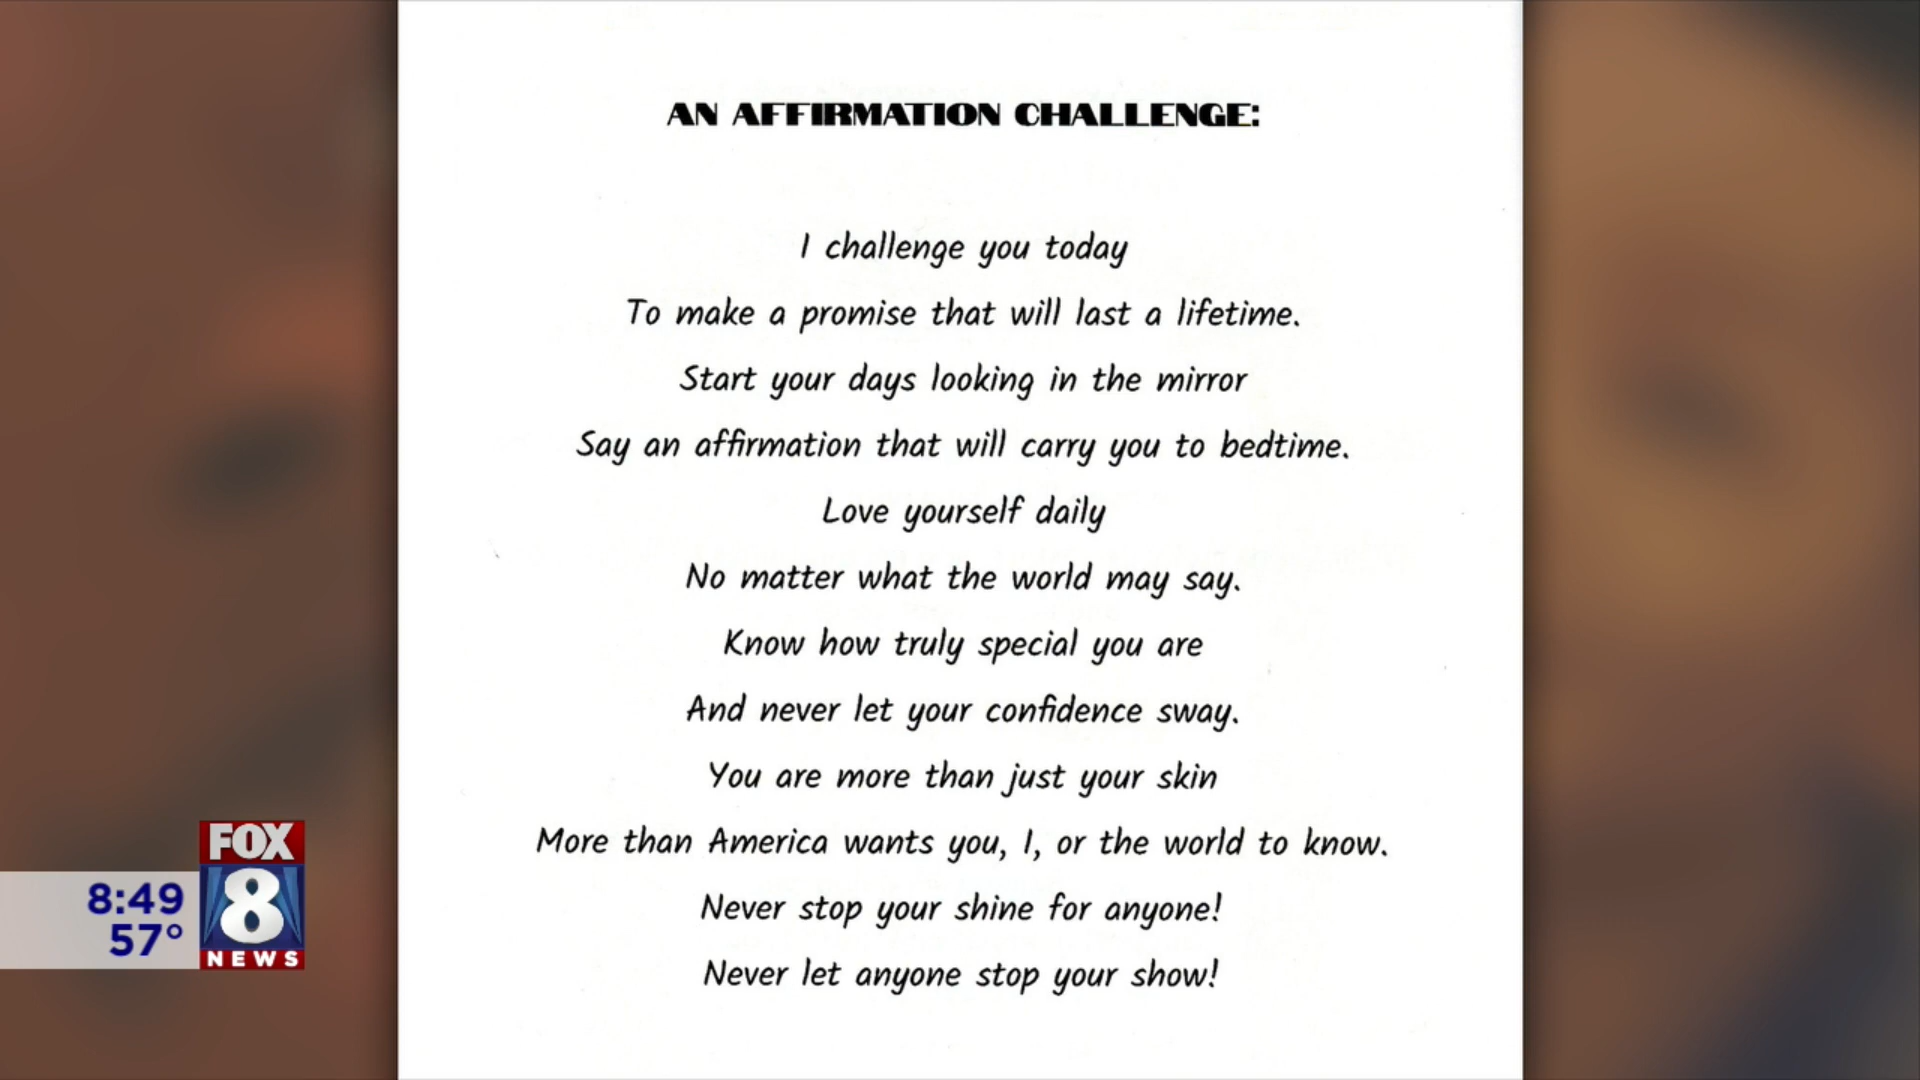 AN AFFIRMATION CHALLENGE:
I challenge you today
To make a promise that will last a lifetime.
Start your days looking in the mirror
Say an affirmation that will carry you to bedtime.
Love yourself daily
No matter what the world may say.
Know how truly special you are
And never let your confidence sway.
You are more than just your skin
More than America wants you, I, or the world to know.
Never stop your shine for anyone!
Never let anyone stop your show!
8:49
57°
FOX
8
NEWS